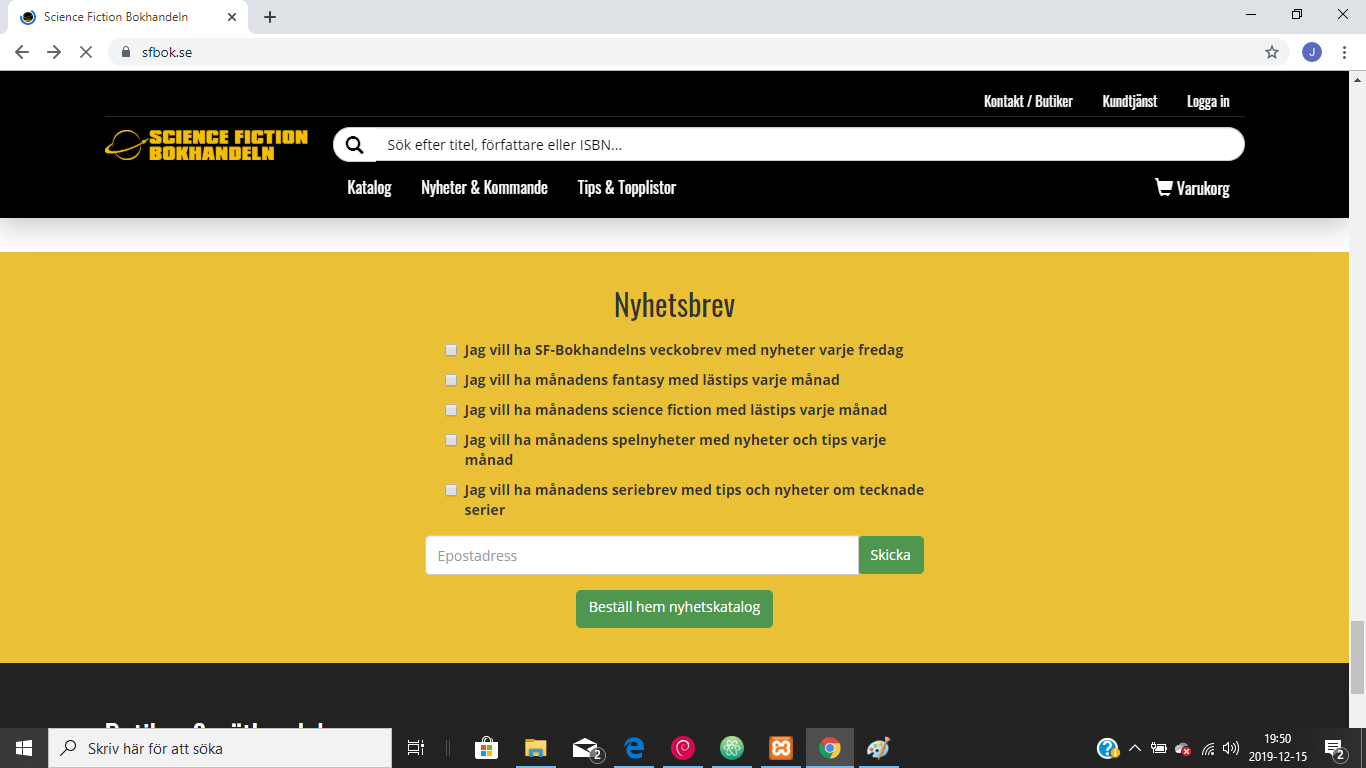 Science Fiction Bokhandeln
J
sfbok.se
Kontakt / Butiker
Kundtjänst
Logga in
SCIENCE FICTION
BOKHANDELN
Sök efter titel, författare eller ISBN...
Katalog
Nyheter & Kommande
Tips & Topplistor
Varukorg
Nyhetsbrev
Jag vill ha SF-Bokhandelns veckobrev med nyheter varje fredag
Jag vill ha månadens fantasy med lästips varje månad
Jag vill ha månadens science fiction med lästips varje månad
Jag vill ha månadens spelnyheter med nyheter och tips varje
månad
Jag vill ha månadens seriebrev med tips och nyheter om tecknade
serier
Epostadress
Skicka
Beställ hem nyhetskatalog
Skriv här för att söka
2
19:50
2019-12-15
2